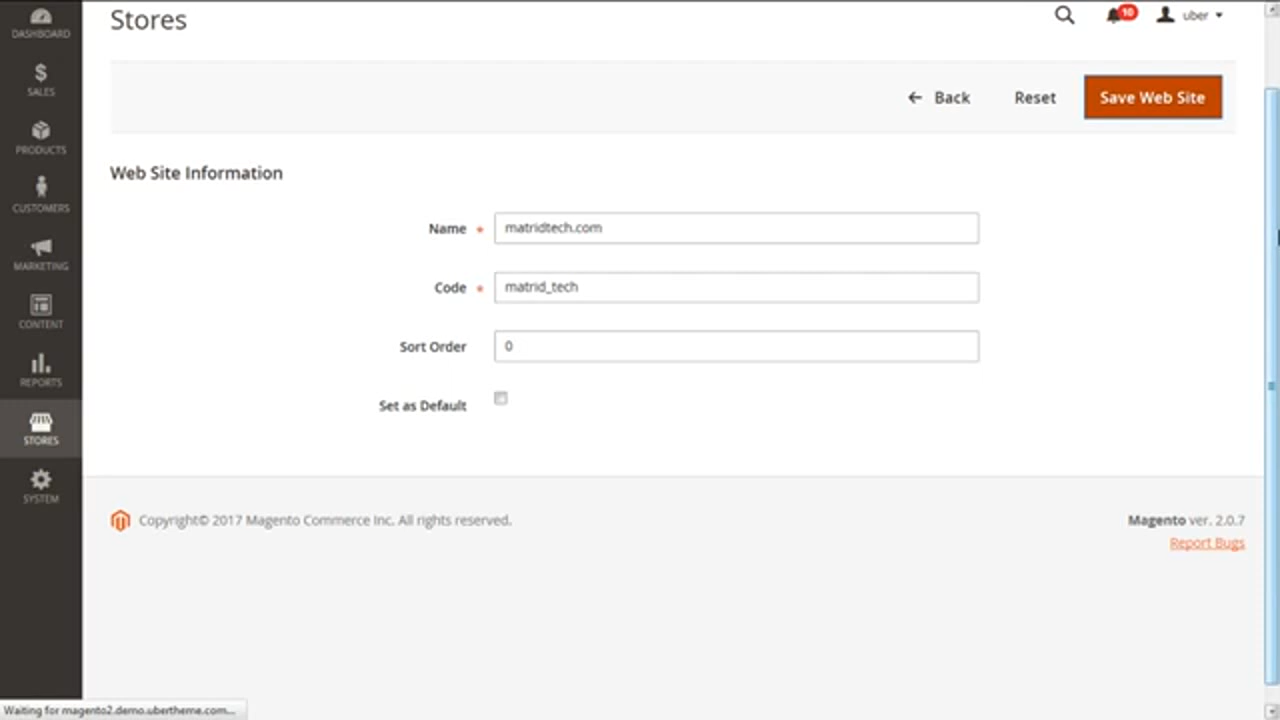 Stores
10
uber
DASHBOARD
SALES
PRODUCTS
CUSTOMERS
MARKETING
CONTENT
REPORTS
STORES
SYSTEM
Back
Reset
Save Web Site
Web Site Information
Name *
matridtech.com
Code *
matrid_tech
Sort Order
0
Set as Default
Copyright© 2017 Magento Commerce Inc. All rights reserved.
Magento ver. 2.0.7
Report Bugs
Waiting for magento2.demo.ubertheme.com...